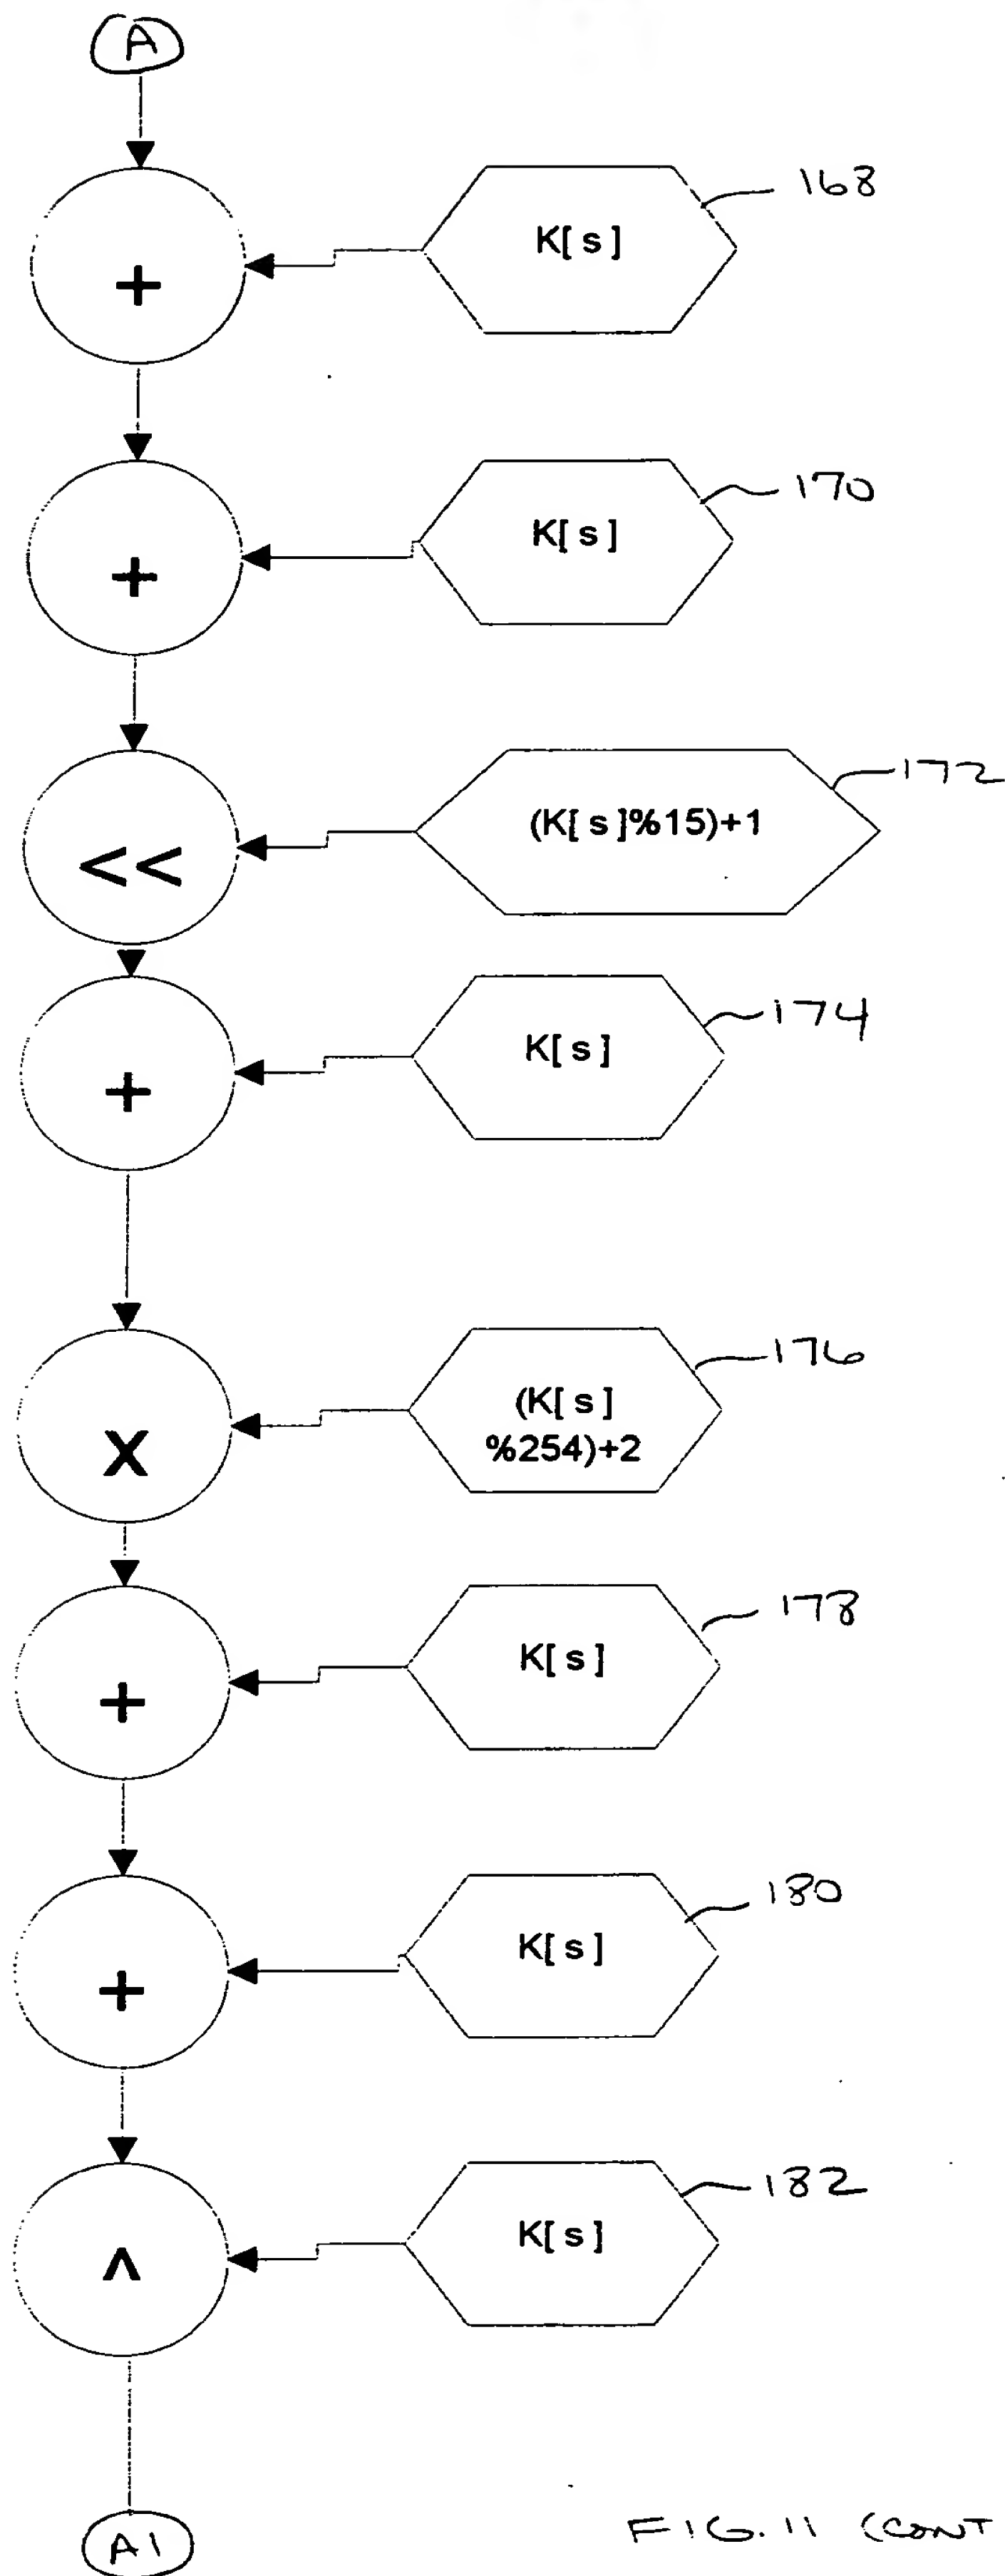 A
168
K[ s ]
+
170
K[ s ]
+
172
(K[ s ]%15)+1
<<
174
K[ s ]
+
176
(K[ s ]
%254)+2
X
178
K[ s ]
+
180
K[ s ]
+
182
K[ s ]
^
A1
FIG. 11 (CONT